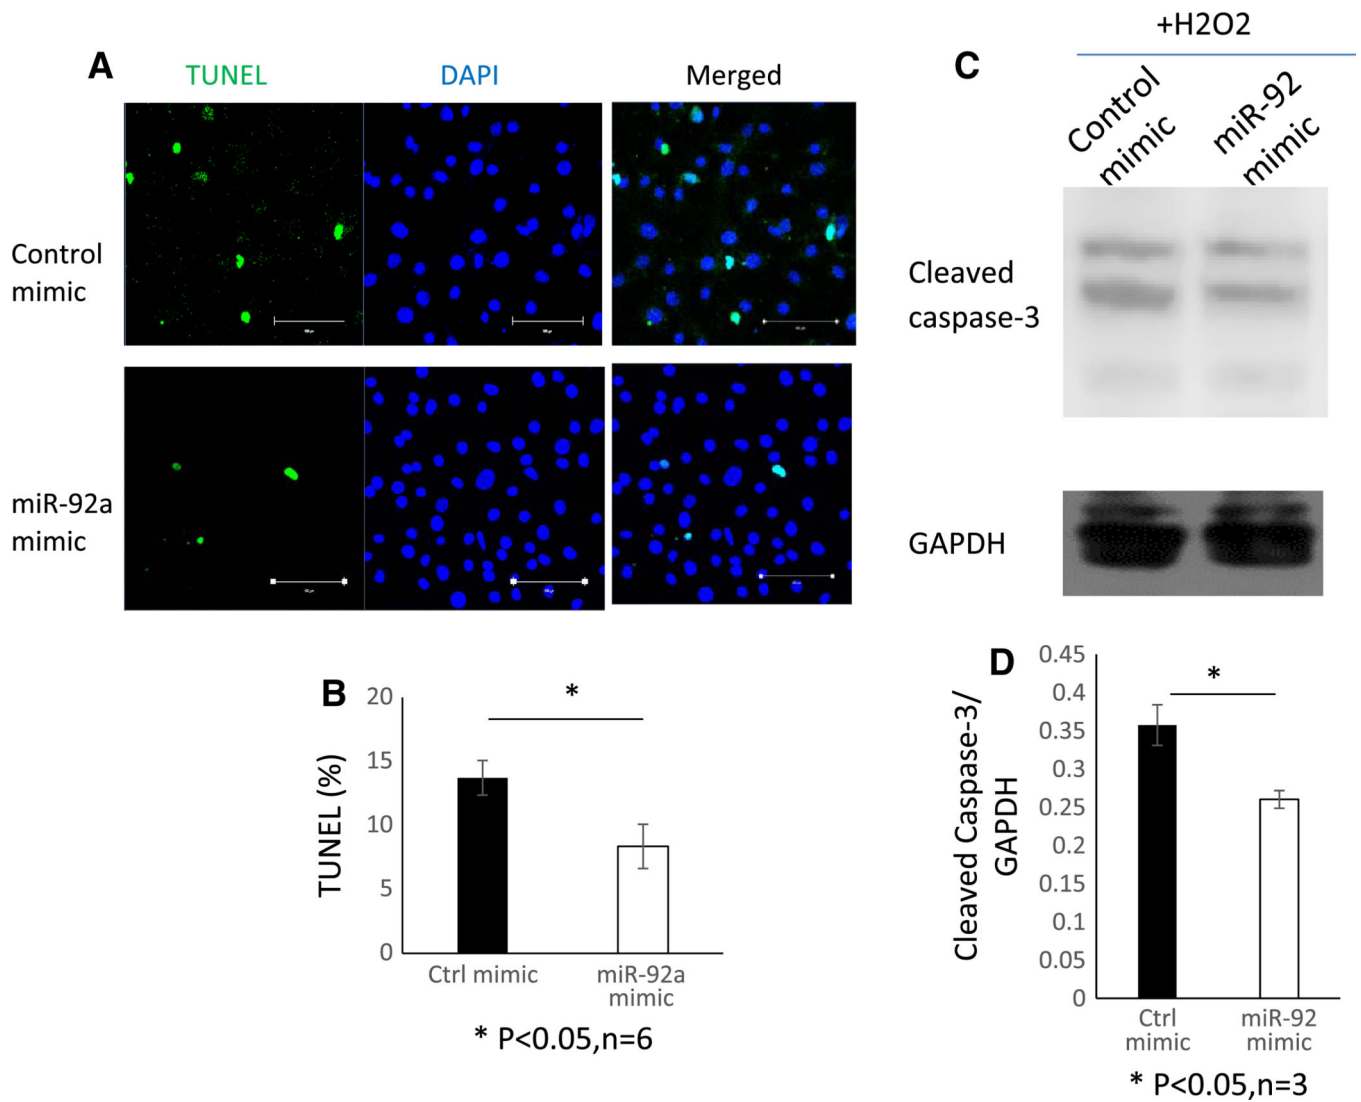 A
TUNEL
DAPI
Merged
Control
mimic
miR-92a
mimic
B
20
15
10
5
0
TUNEL (%)
Ctrl mimic
miR-92a
mimic
* 
* P<0.05,n=6
C
+H2O2
Control
mimic
miR-92
mimic
Cleaved
caspase-3
GAPDH
D
0.45
0.4
0.35
0.3
0.25
0.2
0.15
0.1
0.05
0
Cleaved Caspase-3/
GAPDH
*
Ctrl
mimic
miR-92
mimic
* P<0.05,n=3